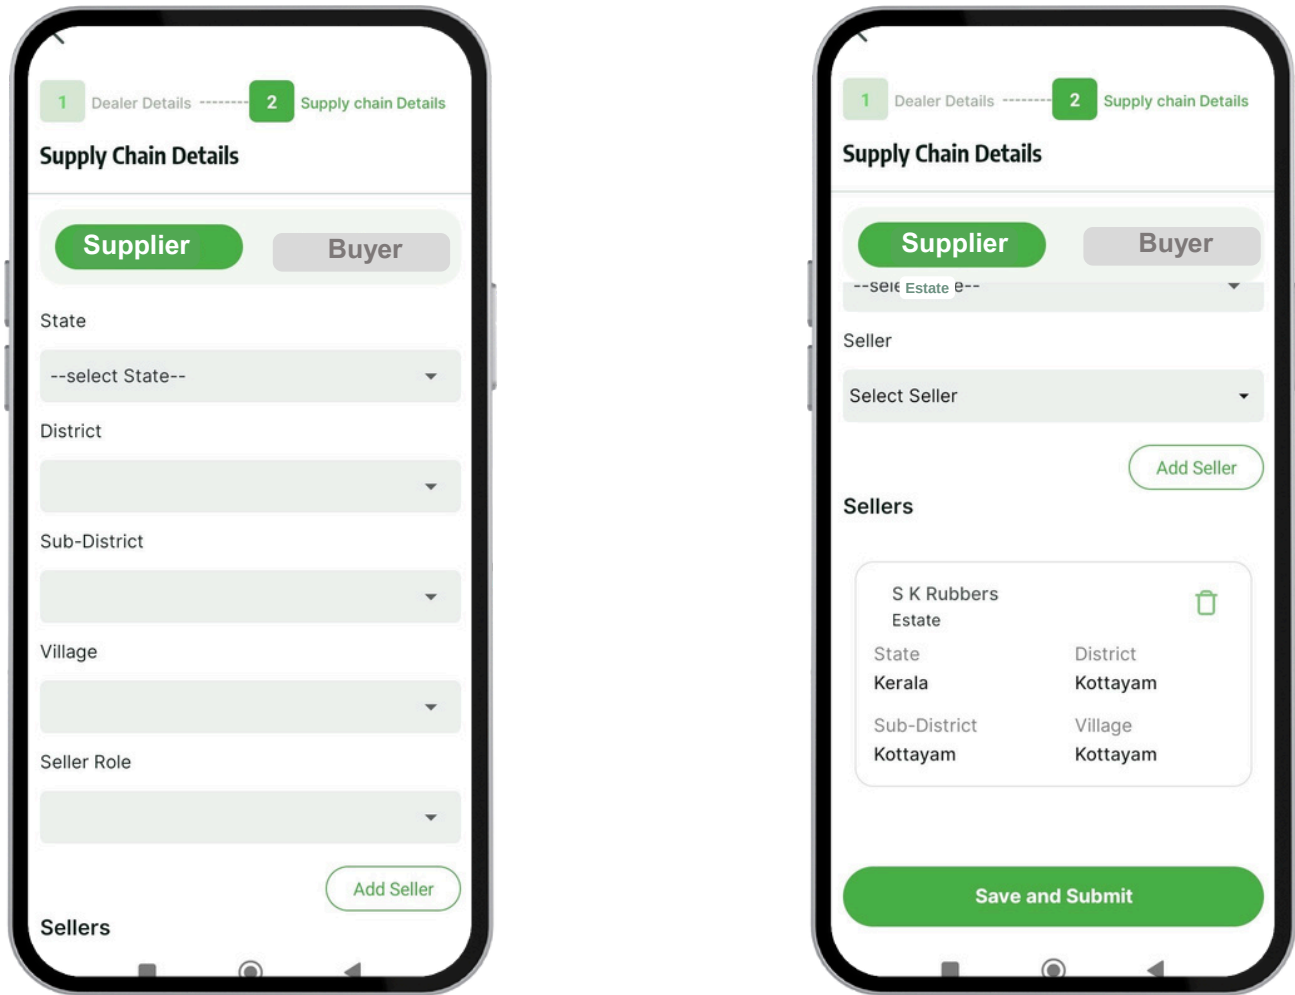 1 Dealer Details -------- 2 Supply chain Details
Supply Chain Details
Supplier Buyer
State
--select State--
District
Sub-District
Village
Seller Role
Add Seller
Sellers
1 Dealer Details -------- 2 Supply chain Details
Supply Chain Details
Supplier Buyer
Estate
Seller
Select Seller
Add Seller
Sellers
S K Rubbers
Estate
State District
Kerala Kottayam
Sub-District Village
Kottayam Kottayam
Save and Submit